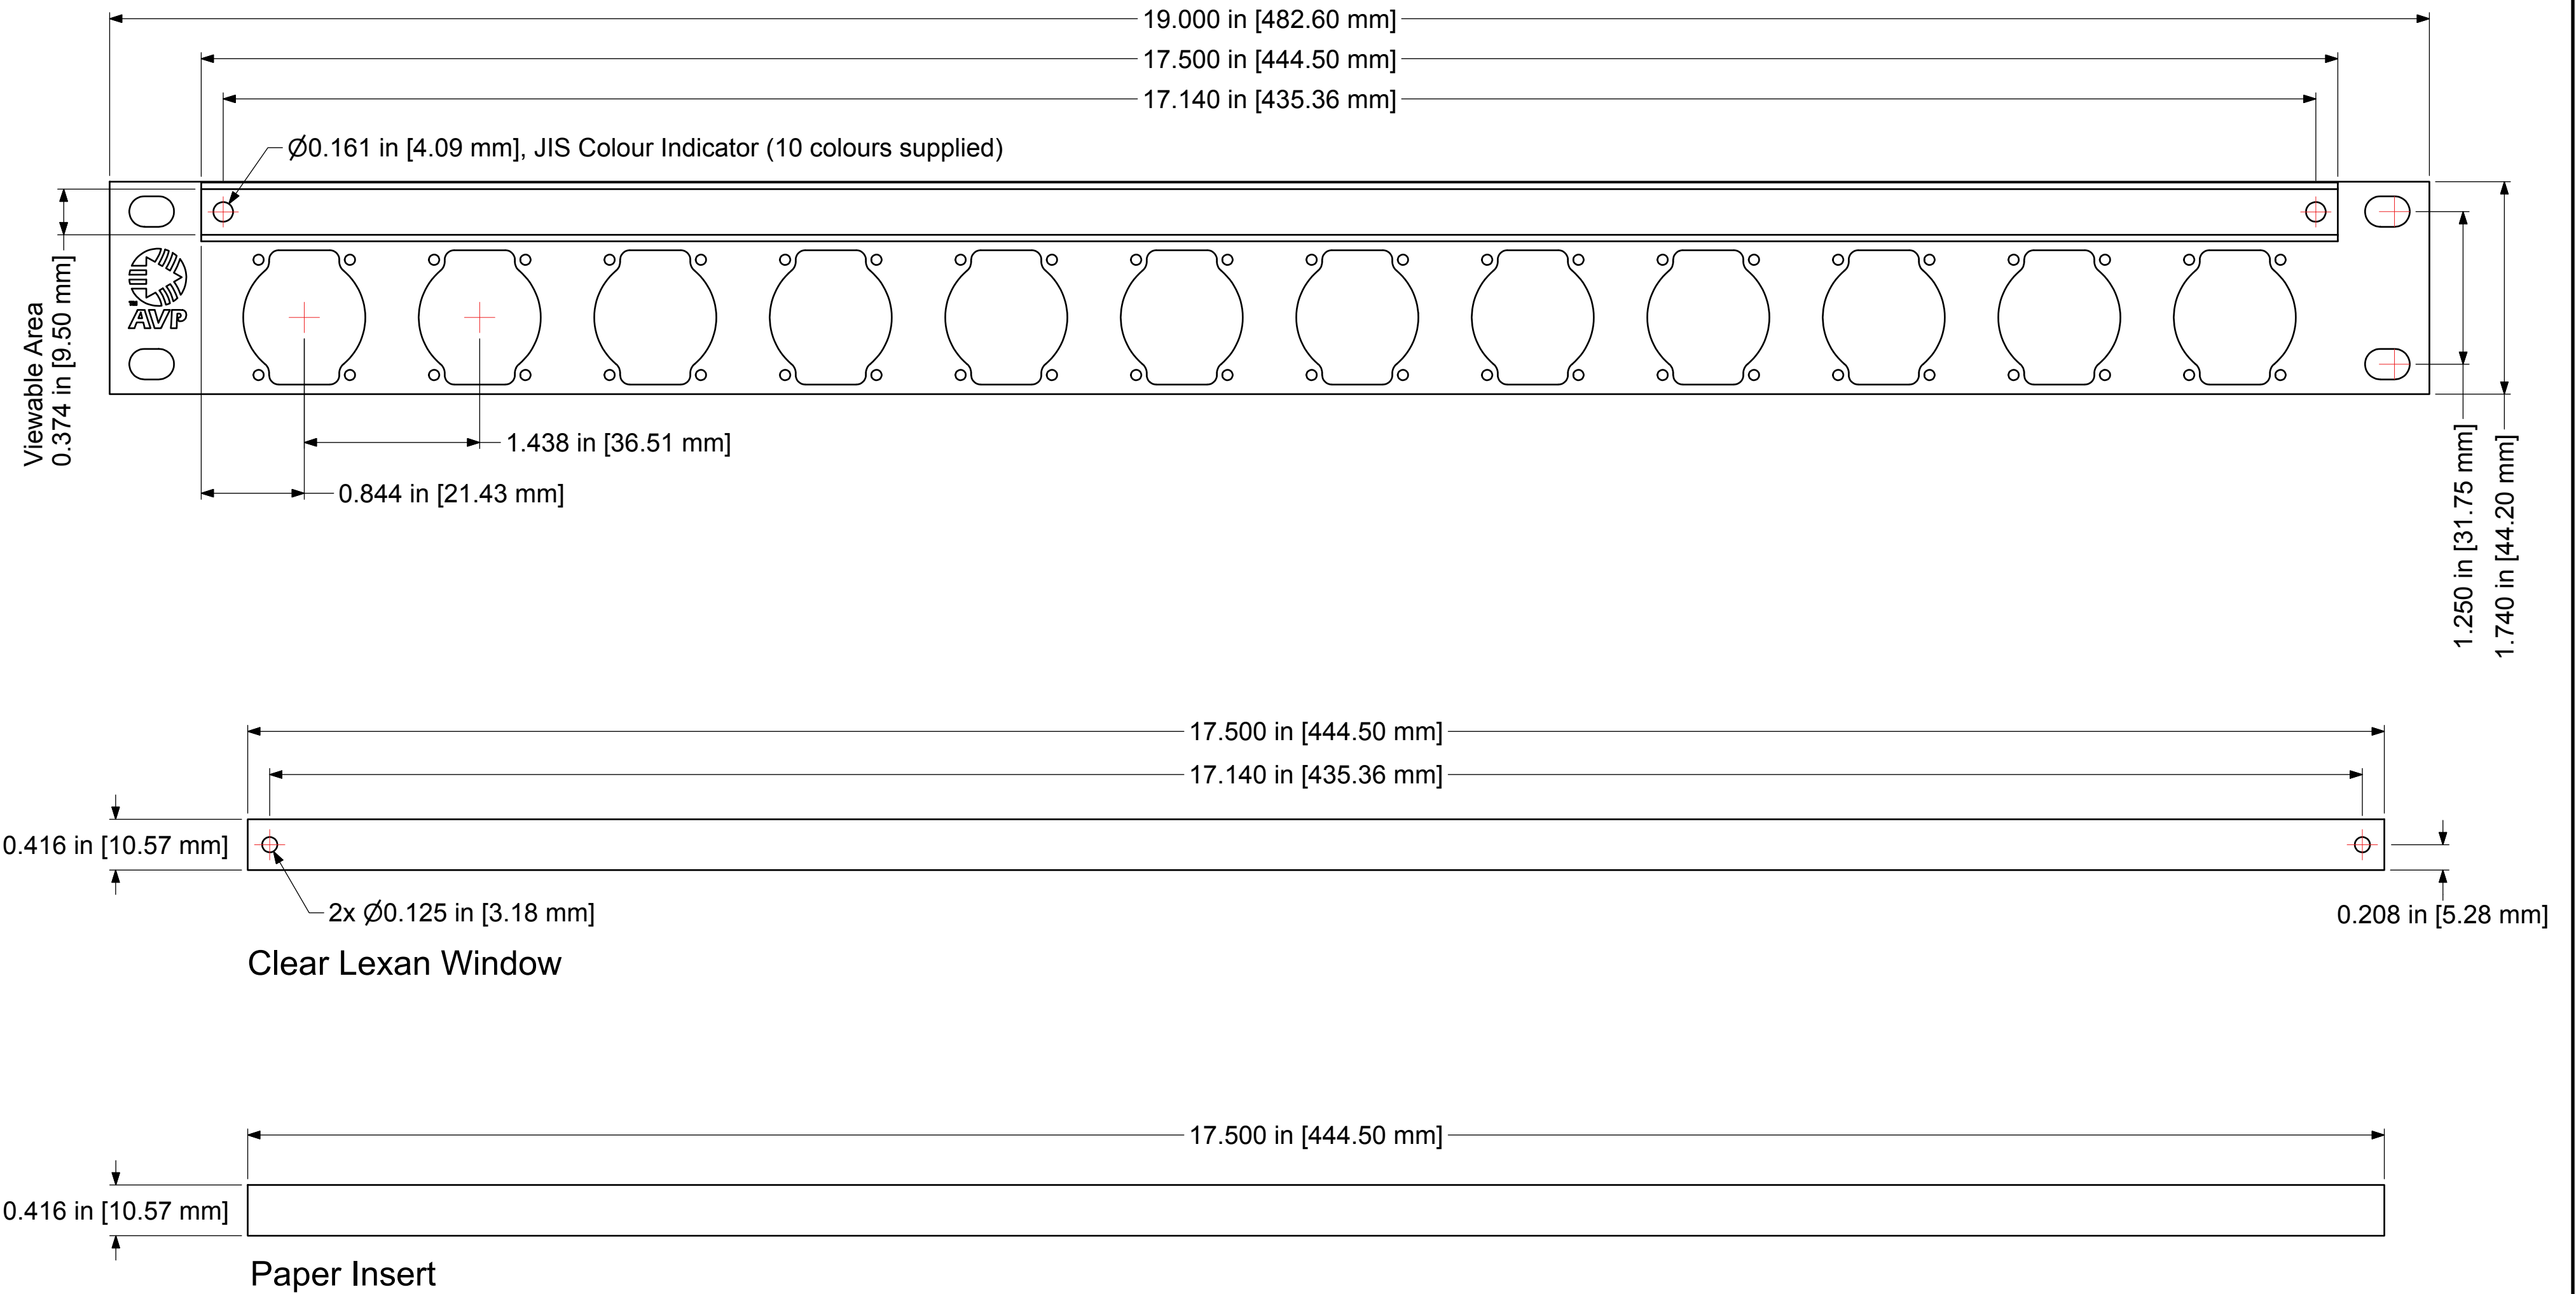 19.000 in [482.60 mm]
17.500 in [444.50 mm]
17.140 in [435.36 mm]
Ø0.161 in [4.09 mm], JIS Colour Indicator (10 colours supplied)
Viewable Area
0.374 in [9.50 mm]
AVP
1.438 in [36.51 mm]
0.844 in [21.43 mm]
1.250 in [31.75 mm]
1.740 in [44.20 mm]
17.500 in [444.50 mm]
17.140 in [435.36 mm]
0.416 in [10.57 mm]
2x Ø0.125 in [3.18 mm]
0.208 in [5.28 mm]
Clear Lexan Window
17.500 in [444.50 mm]
0.416 in [10.57 mm]
Paper Insert